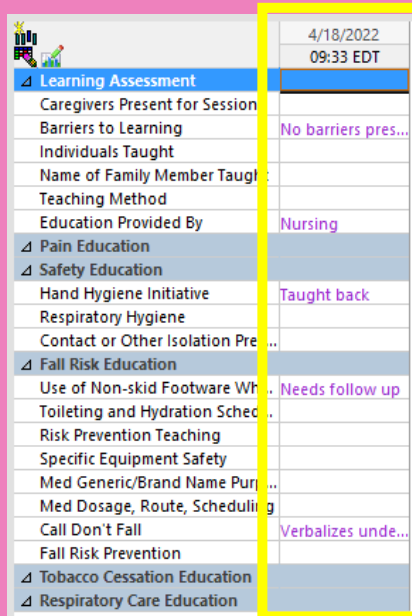 4/18/2022
09:33 EDT
Learning Assessment
Caregivers Present for Session
Barriers to Learning No barriers pres...
Individuals Taught
Name of Family Member Taught
Teaching Method
Education Provided By Nursing
Pain Education
Safety Education
Hand Hygiene Initiative Taught back
Respiratory Hygiene
Contact or Other Isolation Pre...
Fall Risk Education
Use of Non-skid Footware Wh... Needs follow up
Toileting and Hydration Sched...
Risk Prevention Teaching
Specific Equipment Safety
Med Generic/Brand Name Purp...
Med Dosage, Route, Scheduling
Call Don't Fall Verbalizes unde...
Fall Risk Prevention
Tobacco Cessation Education
Respiratory Care Education